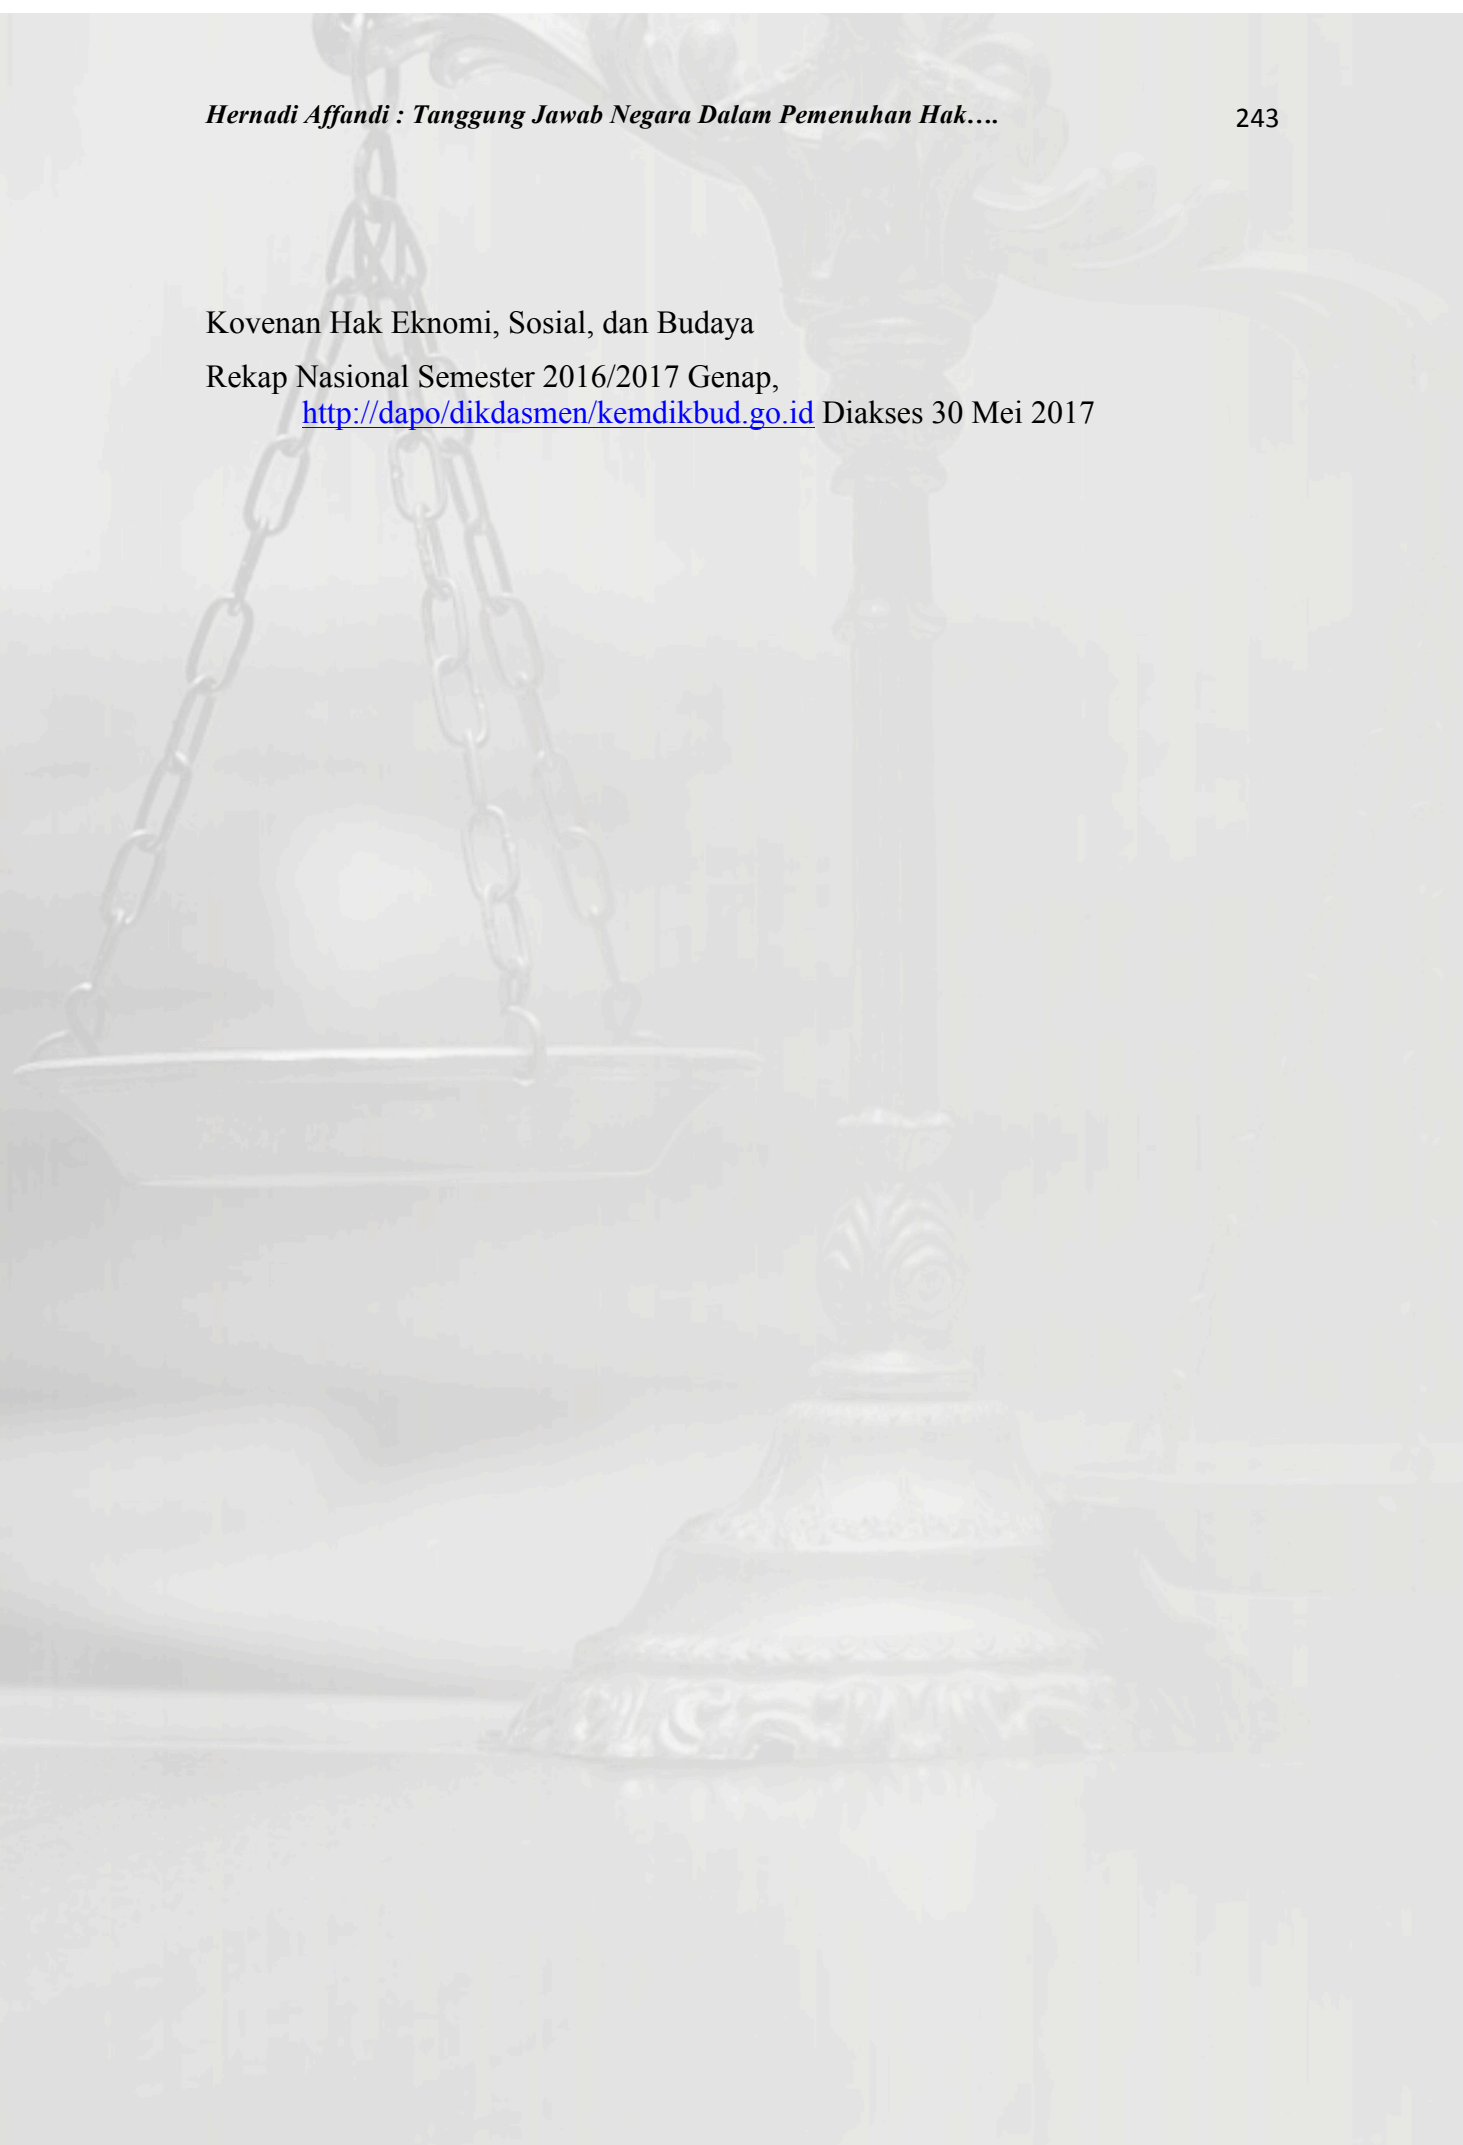 Hernadi Affandi : Tanggung Jawab Negara Dalam Pemenuhan Hak…. 243
Kovenan Hak Eknomi, Sosial, dan Budaya
Rekap Nasional Semester 2016/2017 Genap,
http://dapo/dikdasmen/kemdikbud.go.id Diakses 30 Mei 2017